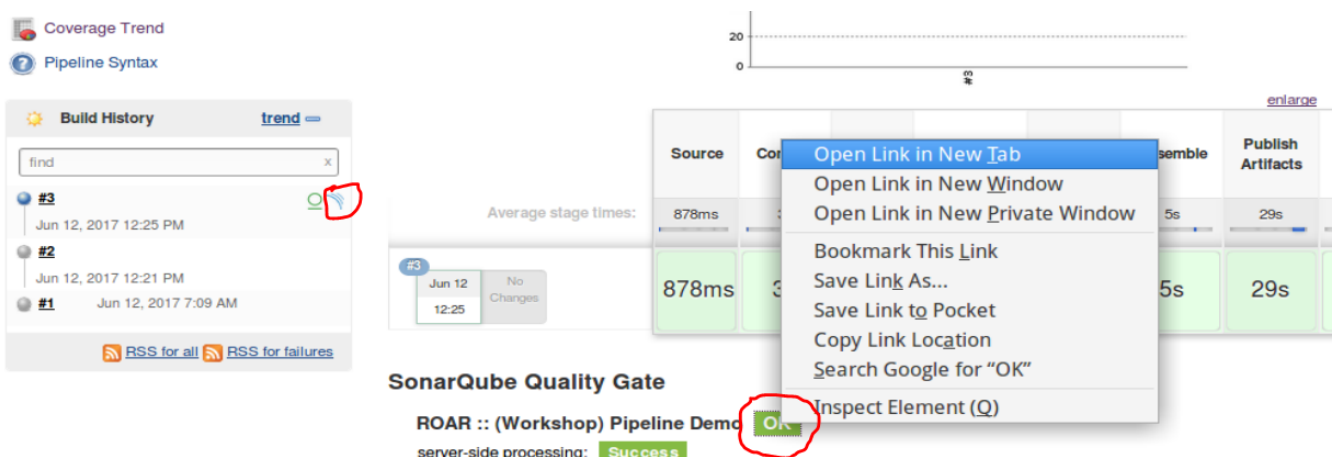 Coverage Trend
Pipeline Syntax
Build History trend
find x
#3
Jun 12, 2017 12:25 PM
#2
Jun 12, 2017 12:21 PM
#1 Jun 12, 2017 7:09 AM
RSS for all RSS for failures
20
0
#3
enlarge
Source
Publish
Artifacts
Average stage times:
878ms
5s
29s
#3
Jun 12
12:25
No
Changes
878ms
5s
29s
Open Link in New Tab
Open Link in New Window
Open Link in New Private Window
Bookmark This Link
Save Link As...
Save Link to Pocket
Copy Link Location
Search Google for “OK”
Inspect Element (Q)
SonarQube Quality Gate
ROAR :: (Workshop) Pipeline Demo OK
server-side processing: Success